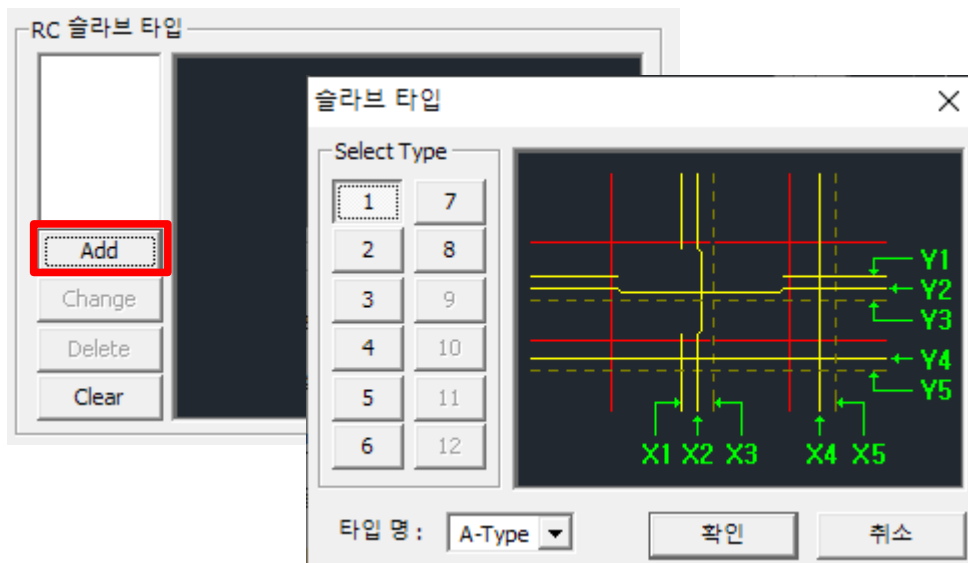 RC 슬라브 타입
Add
Change
Delete
Clear
슬라브 타입
Select Type
1 7
2 8
3 9
4 10
5 11
6 12
Y1
Y2
Y3
Y4
Y5
X1 X2 X3 X4 X5
타입 명 : A-Type 확인 취소